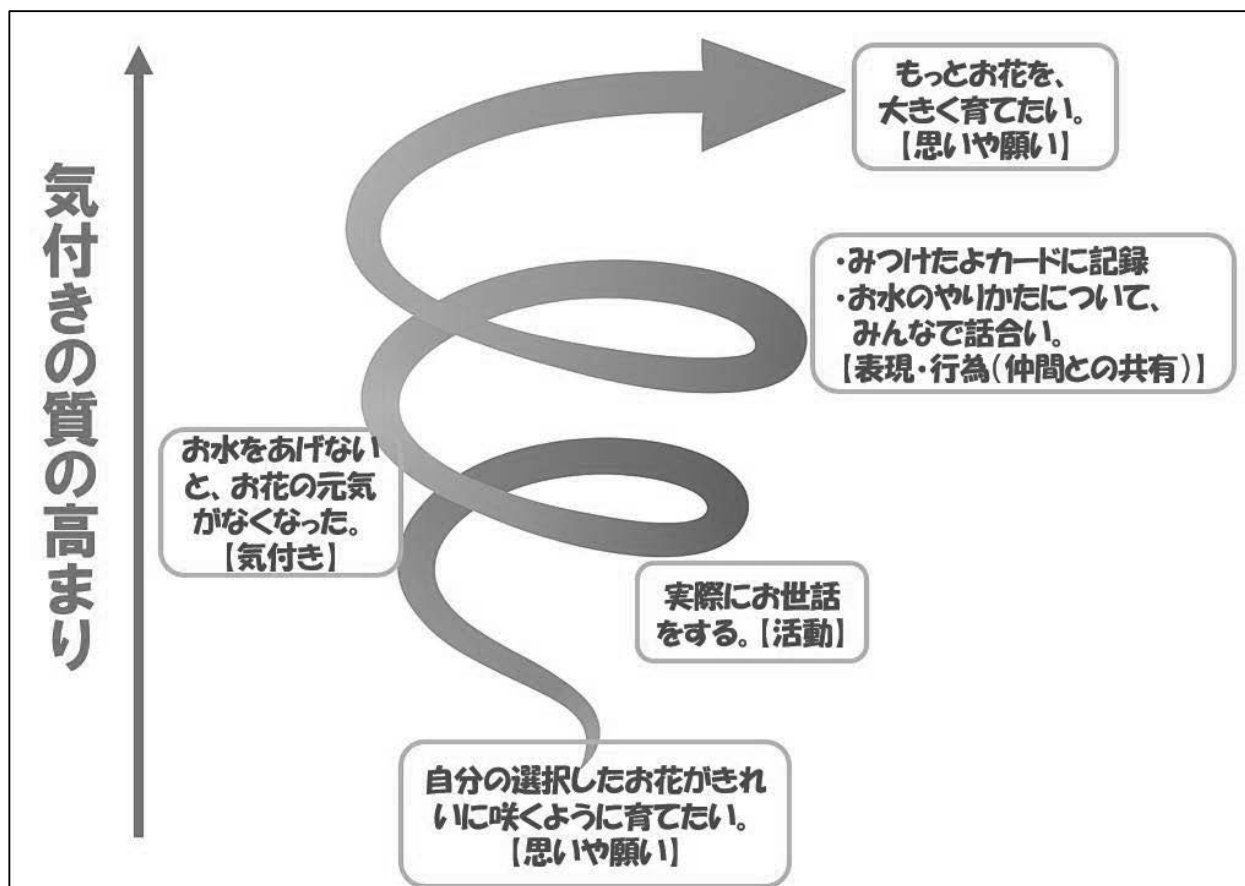 気付きの質の高まり
もっとお花を、
大きく育てたい。
【思いや願い】
・みつけたよカードに記録
・お水のやりかたについて、
みんなで話合い。
【表現・行為（仲間との共有）】
お水をあげない
と、お花の元気
がなくなった。
【気付き】
実際にお世話
をする。【活動】
自分の選択したお花がきれ
いに咲くように育てたい。
【思いや願い】